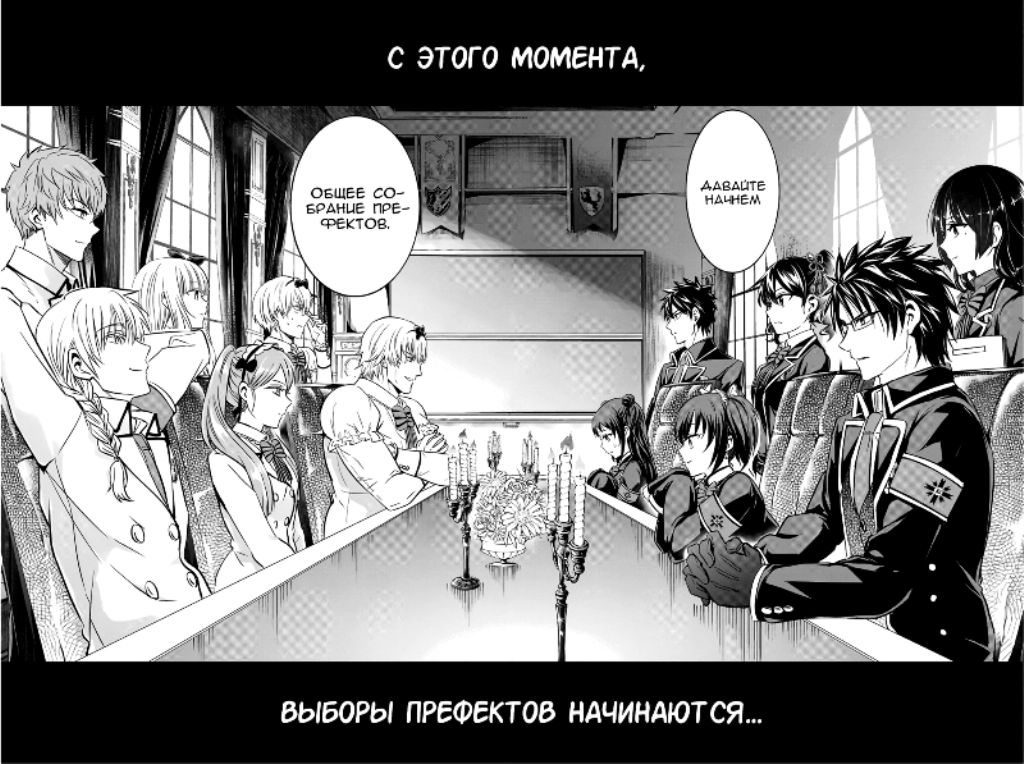 С ЭТОГО МОМЕНТА,
ДАВАЙТЕ
НАЧНЕМ
ОБЩЕЕ СО-
БРАНИЕ ПРЕ-
ФЕКТОВ.
ВЫБОРЫ ПРЕФЕКТОВ НАЧИНАЮТСЯ...